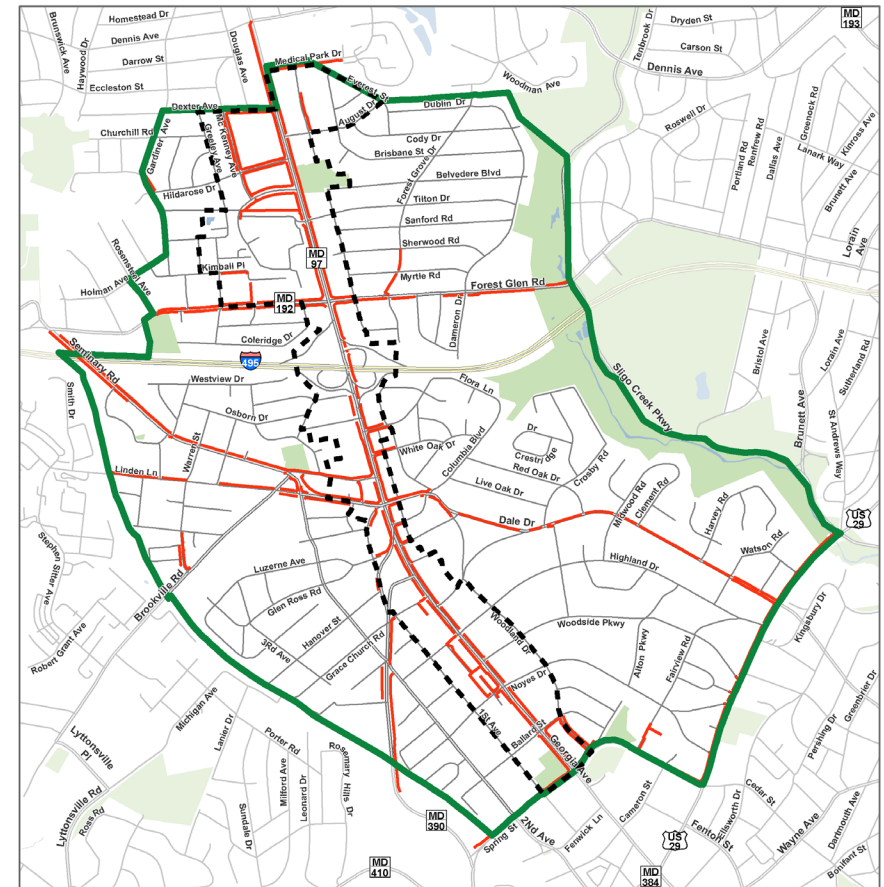 Homestead Dr
Dennis Ave
Darrow St
Eccleston St
Brunswick Ave
Haywood Dr
Douglas Ave
Medical Park Dr
Everest St
August Dr
Dublin Dr
Woodman Ave
Tenbrook Dr
Dryden St
Carson St
Dennis Ave
MD
193
Dexter Ave
Churchill Rd
Gardiner Ave
Greeley Ave
Mc Kenney Ave
Hildarose Dr
Cody Dr
Brisbane St
Forest Grove Dr
Belvedere Blvd
Tilton Dr
Sanford Rd
Sherwood Rd
Myrtle Rd
Forest Glen Rd
Dameron Dr
Roswell Dr
Portland Rd
Renfrew Rd
Dallas Ave
Greenock Rd
Kinross Ave
Lanark Way
Brunett Ave
Lorain
Ave
Rosensteel Ave
Holman Ave
Kimball Pl
MD
97
MD
192
Coleridge Dr
495
Seminary Rd
Smith Dr
Westview Dr
Osborn Dr
Warren St
Linden Ln
Flora Ln
White Oak Dr
Columbia Blvd
Dr
Crestridge
Red Oak Dr
Live Oak Dr
Crosby Rd
Sligo Creek Pkwy
Bristol Ave
Lorain Ave
Sutherland Rd
Brunett Ave
St Andrews Way
US
29
Midwood Rd
Clement Rd
Harvey Rd
Watson Rd
Dale Dr
Highland Dr
Stephen Sitter Ave
Brookville Rd
Robert Grant Ave
Luzerne Ave
Glen Ross Rd
Hanover St
3Rd Ave
Grace Church Rd
Woodland Dr
Woodside Pkwy
Alton Pkwy
Fairview Rd
Kingsbury Dr
Noyes Dr
1St Ave
Ballard St
Georgia Ave
Michigan Ave
Lanier Dr
Porter Rd
Rosemary Hills Dr
Milford Ave
Leonard Dr
Sundale Dr
Lyttonsville
Pl
Lyttonsville Rd
Ross Rd
MD
390
MD
410
Spring St
2Nd Ave
Fenwick Ln
Cameron St
US
29
MD
384
Fenton St
Ellsworth Dr
Cedar St
Wayne Ave
Pershing Dr
Greenbrier Dr
Dartmouth Ave
Bonifant St